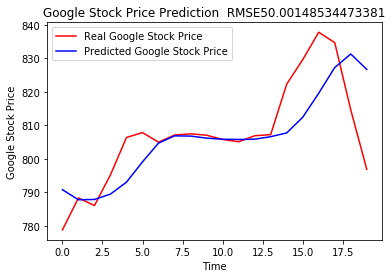 Google Stock Price Prediction RMSE50.00148534473381
Real Google Stock Price
Predicted Google Stock Price
Google Stock Price
840
830
820
810
800
790
780
0.0 2.5 5.0 7.5 10.0 12.5 15.0 17.5
Time